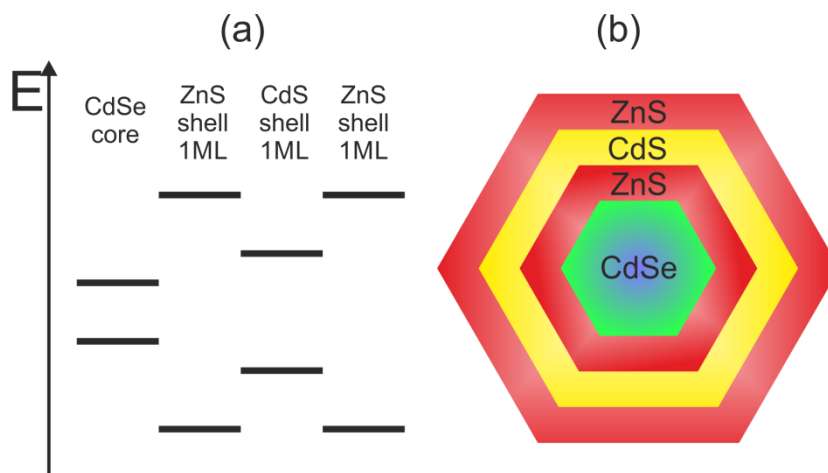 (a)
E
CdSe
core
ZnS
shell
1ML
CdS
shell
1ML
ZnS
shell
1ML
(b)
ZnS
CdS
ZnS
CdSe